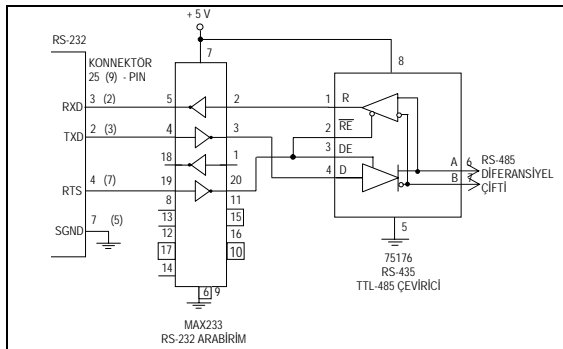 + 5 V
RS-232
KONNEKTÖR
25 (9) - PIN
7
8
RXD 3 (2) 5 2 1 R
2 RE
TXD 2 (3) 4 3 3 DE
18 1 4 D
A 6 RS-485
DİFERANSİYEL
B 7 ÇİFTİ
RTS 4 (7) 19 20
8 11
13 15
SGND 7 (5) 12 16
17 10
14
5
6 9
75176
RS-435
TTL-485 ÇEVİRİCİ
MAX233
RS-232 ARABİRİM